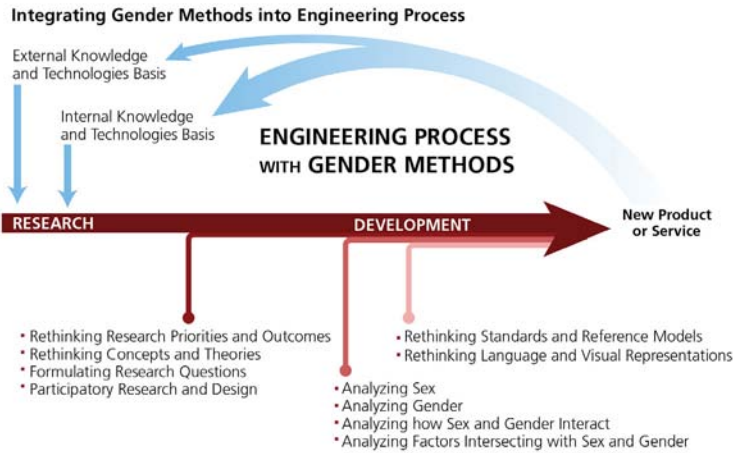 Integrating Gender Methods into Engineering Process
External Knowledge
and Technologies Basis
Internal Knowledge
and Technologies Basis
ENGINEERING PROCESS
WITH GENDER METHODS
RESEARCH
DEVELOPMENT
New Product
or Service
• Rethinking Research Priorities and Outcomes
• Rethinking Concepts and Theories
• Formulating Research Questions
• Participatory Research and Design
• Rethinking Standards and Reference Models
• Rethinking Language and Visual Representations
• Analyzing Sex
• Analyzing Gender
• Analyzing how Sex and Gender Interact
• Analyzing Factors Intersecting with Sex and Gender